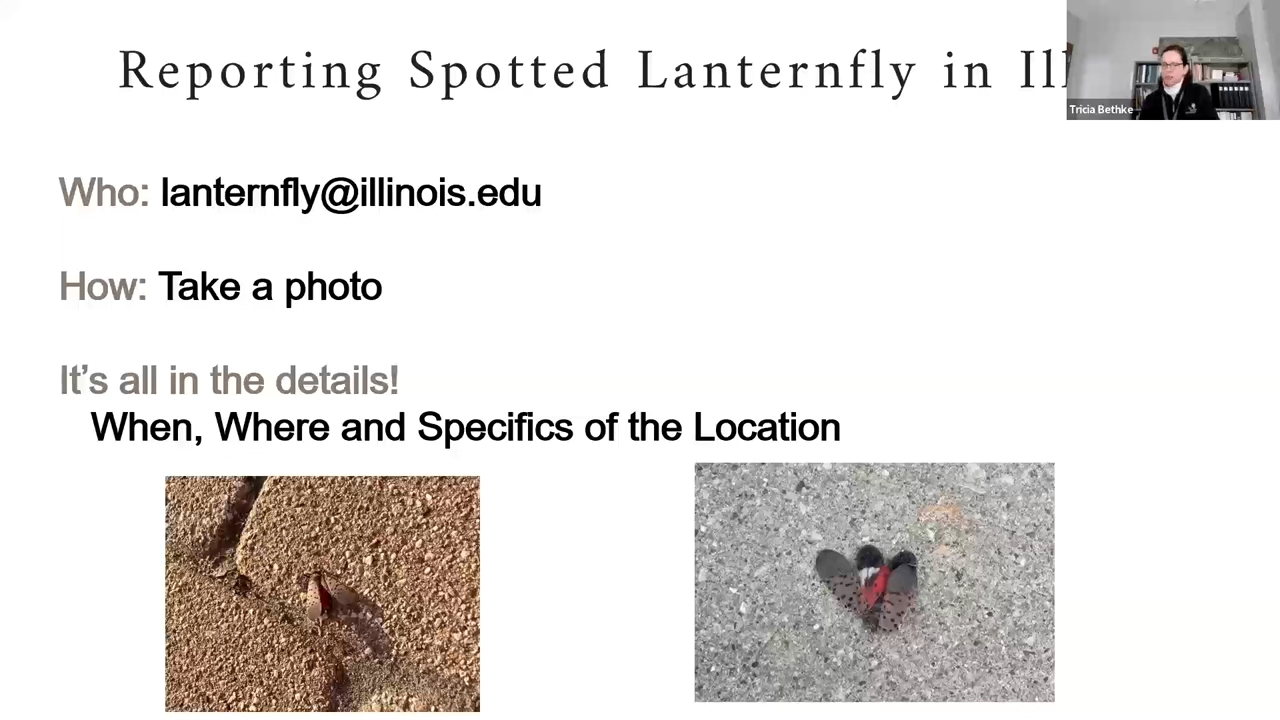 Reporting Spotted Lanternfly in Ill
Tricia Bethke
Who: lanternfly@illinois.edu
How: Take a photo
It's all in the details!
When, Where and Specifics of the Location